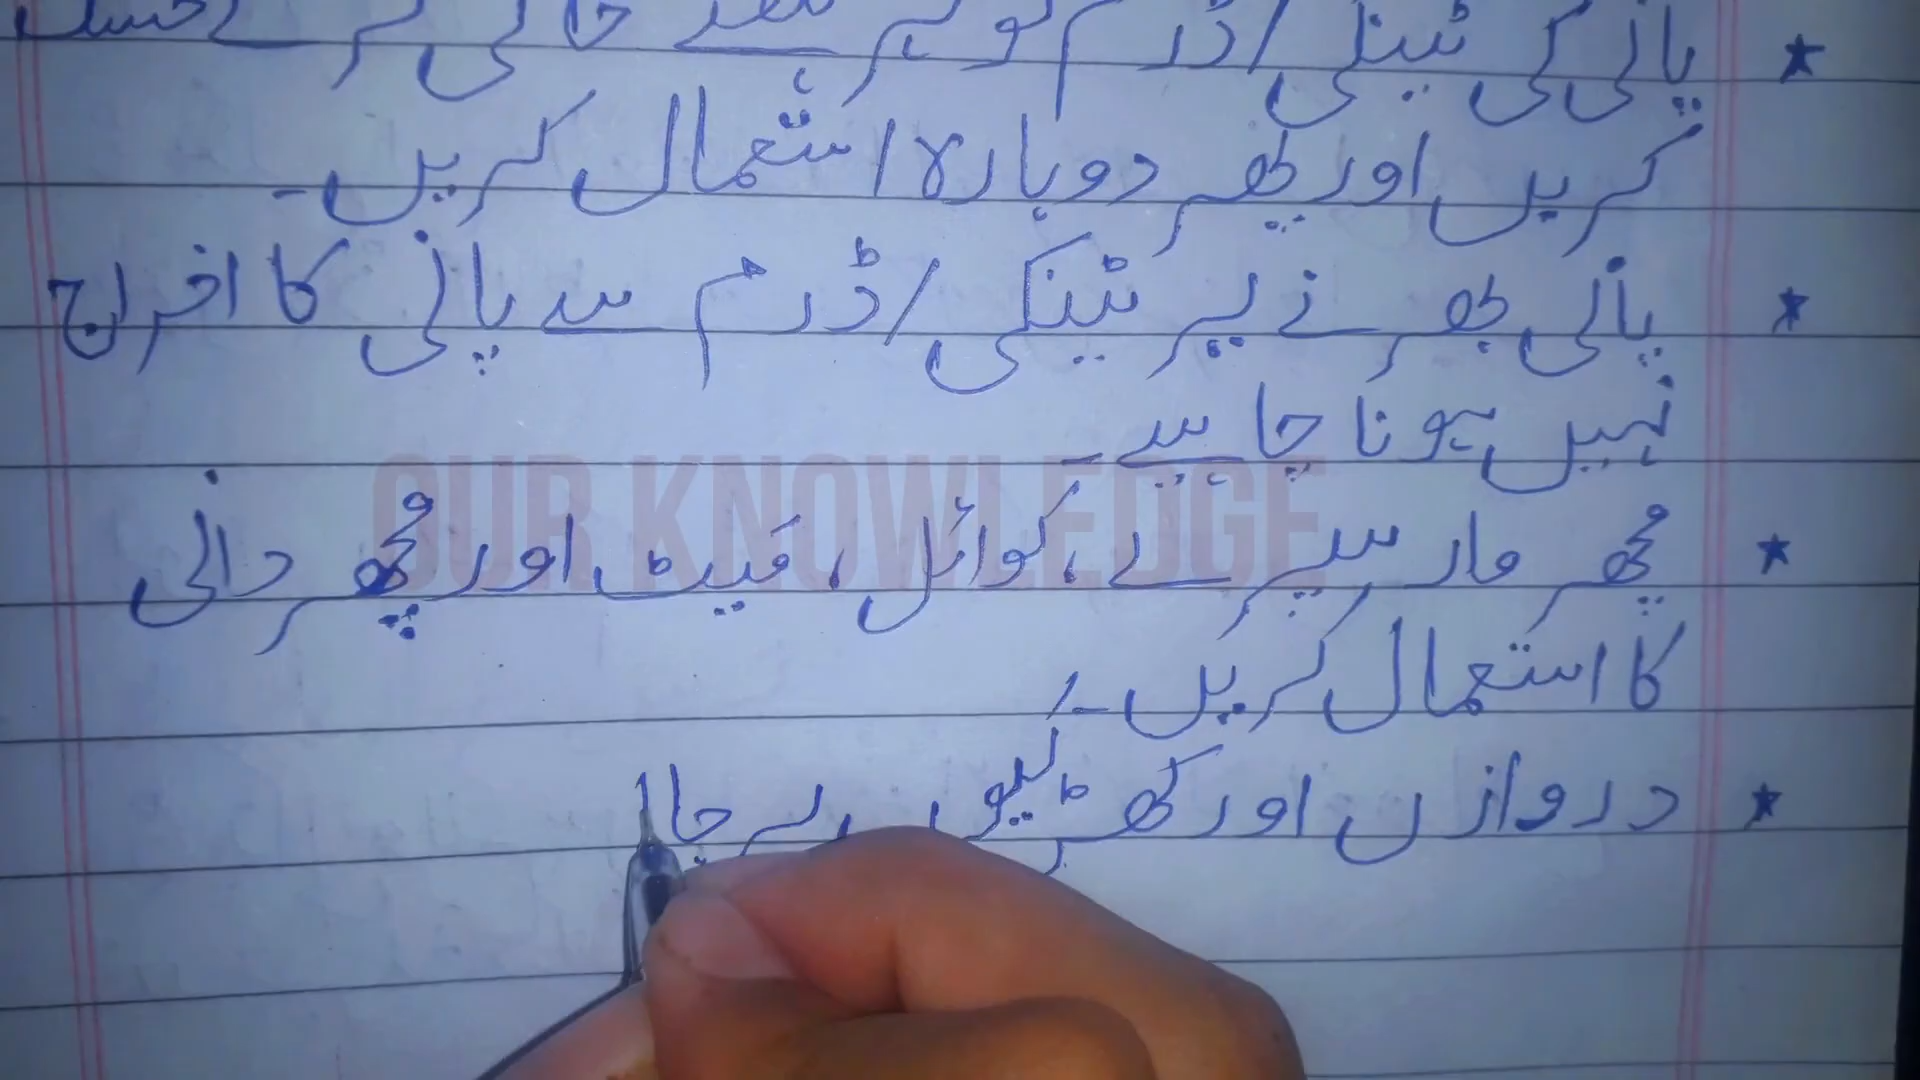 ★ پانی کی ٹینکی/ڈرم کو ہر ہفتے خالی کرکے خشک
کریں اور پھر دوبارہ استعمال کریں۔
★ پانی بھرنے پر ٹینکی/ڈرم سے پانی کا اخراج
نہیں ہونا چاہیے۔
OUR KNOWLEDGE
★ مچھر مار سپرے، کوائل، میٹ اور مچھر دانی
کا استعمال کریں۔
★ دروازں اور کھڑکیوں پر جا